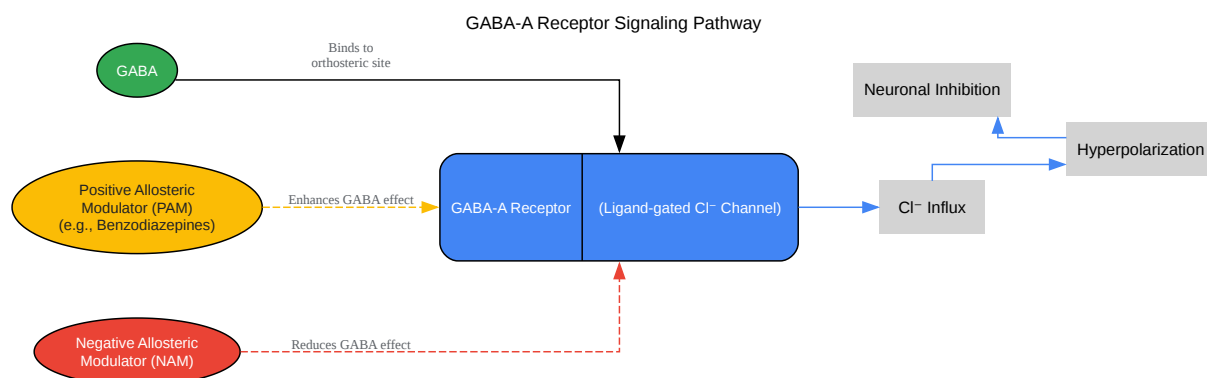 GABA-A Receptor Signaling Pathway
Binds to
orthosteric site
GABA
Neuronal Inhibition
Hyperpolarization
Positive Allosteric
Modulator (PAM)
(e.g., Benzodiazepines)
Enhances GABA effect
GABA-A Receptor
(Ligand-gated Cl⁻ Channel)
Cl⁻ Influx
Negative Allosteric
Modulator (NAM)
Reduces GABA effect